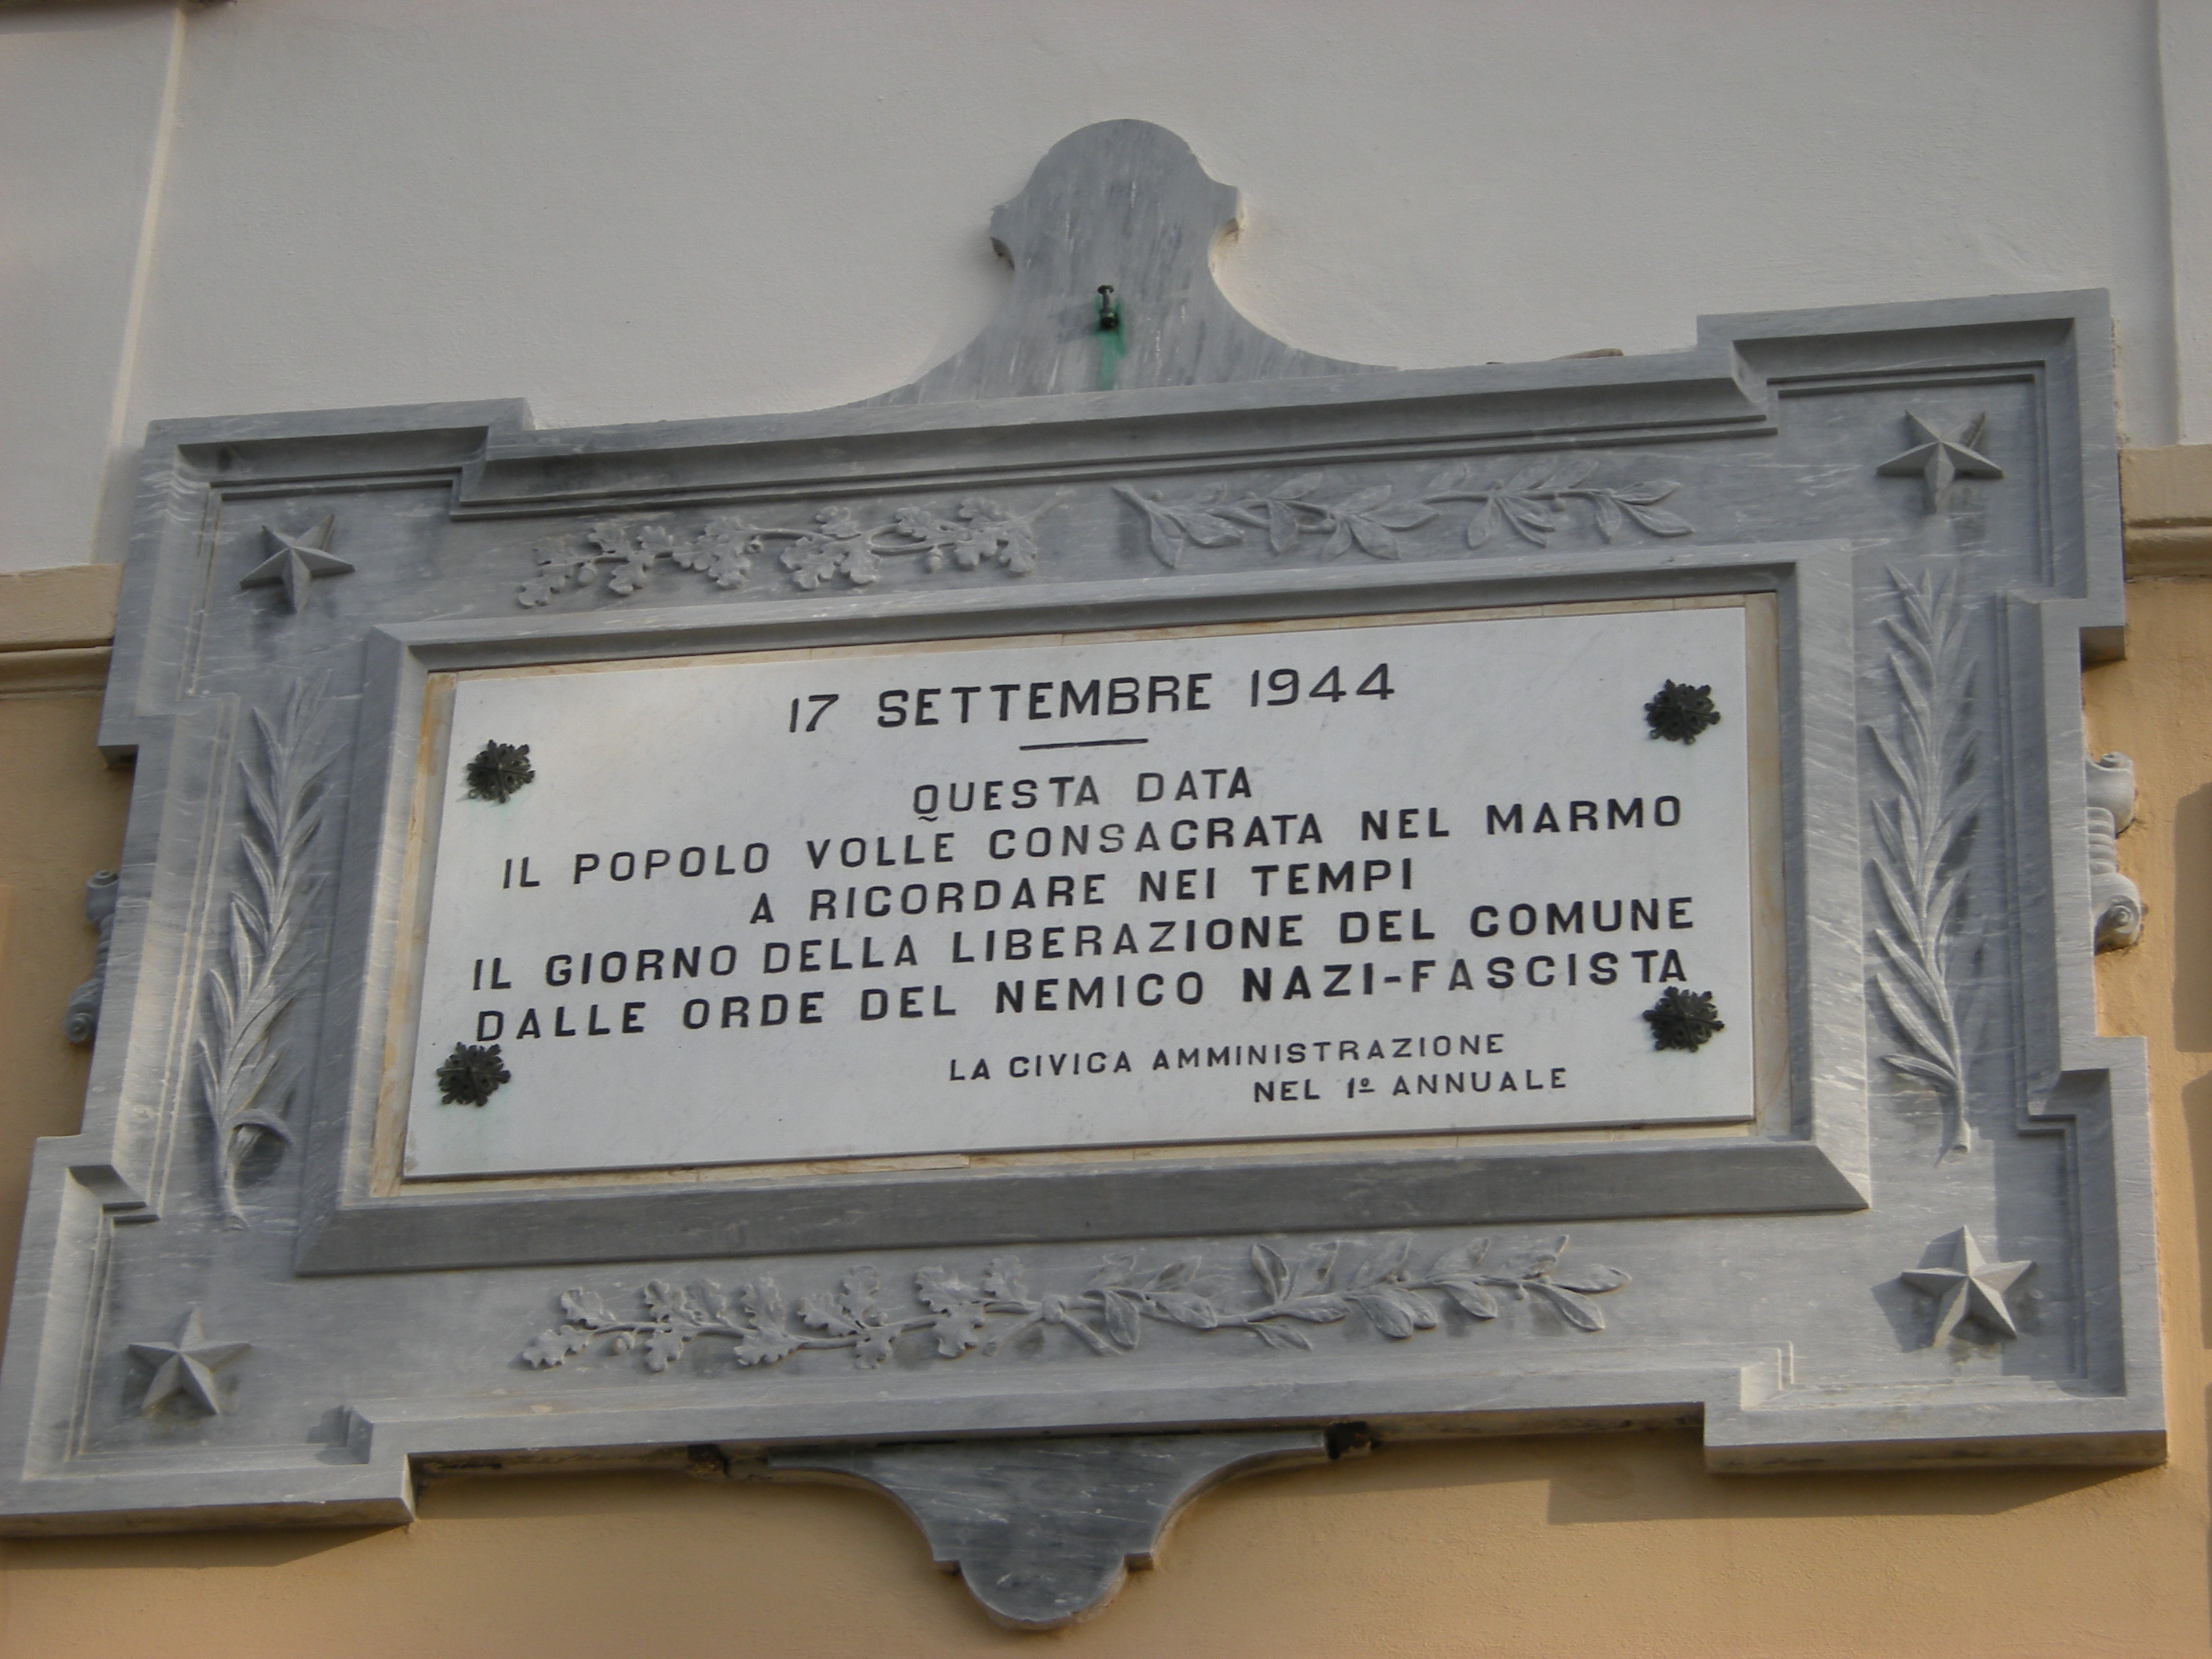 17 SETTEMBRE 1944
QUESTA DATA
IL POPOLO VOLLE CONSACRATA NEL MARMO
A RICORDARE NEI TEMPI
IL GIORNO DELLA LIBERAZIONE DEL COMUNE
DALLE ORDE DEL NEMICO NAZI-FASCISTA
LA CIVICA AMMINISTRAZIONE
NEL 1º ANNUALE